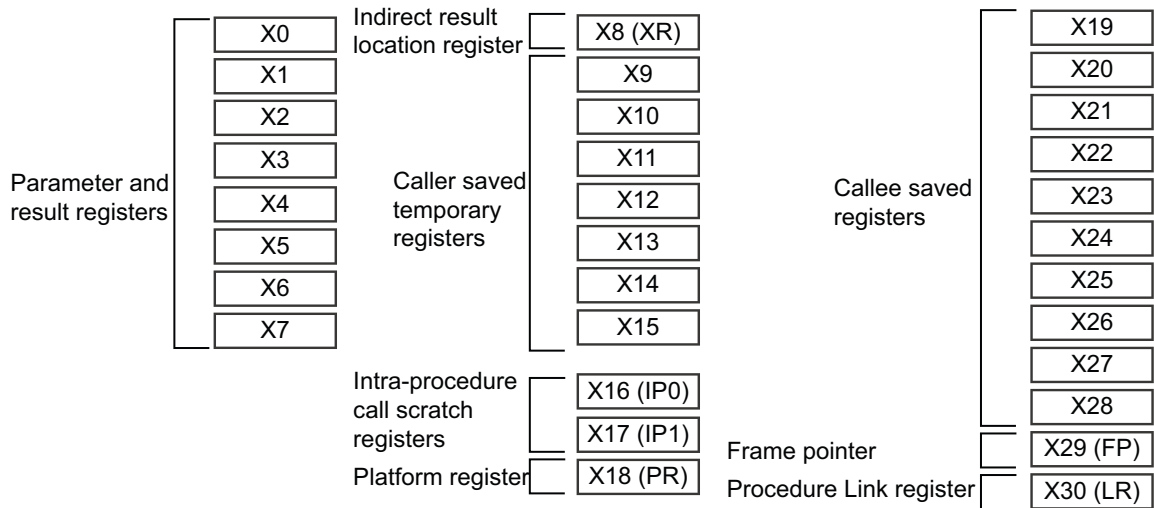 Parameter and
result registers
X0
X1
X2
X3
X4
X5
X6
X7
Indirect result
location register
X8 (XR)
Caller saved
temporary
registers
X9
X10
X11
X12
X13
X14
X15
Intra-procedure
call scratch
registers
X16 (IP0)
X17 (IP1)
Platform register
X18 (PR)
Callee saved
registers
X19
X20
X21
X22
X23
X24
X25
X26
X27
X28
Frame pointer
X29 (FP)
Procedure Link register
X30 (LR)